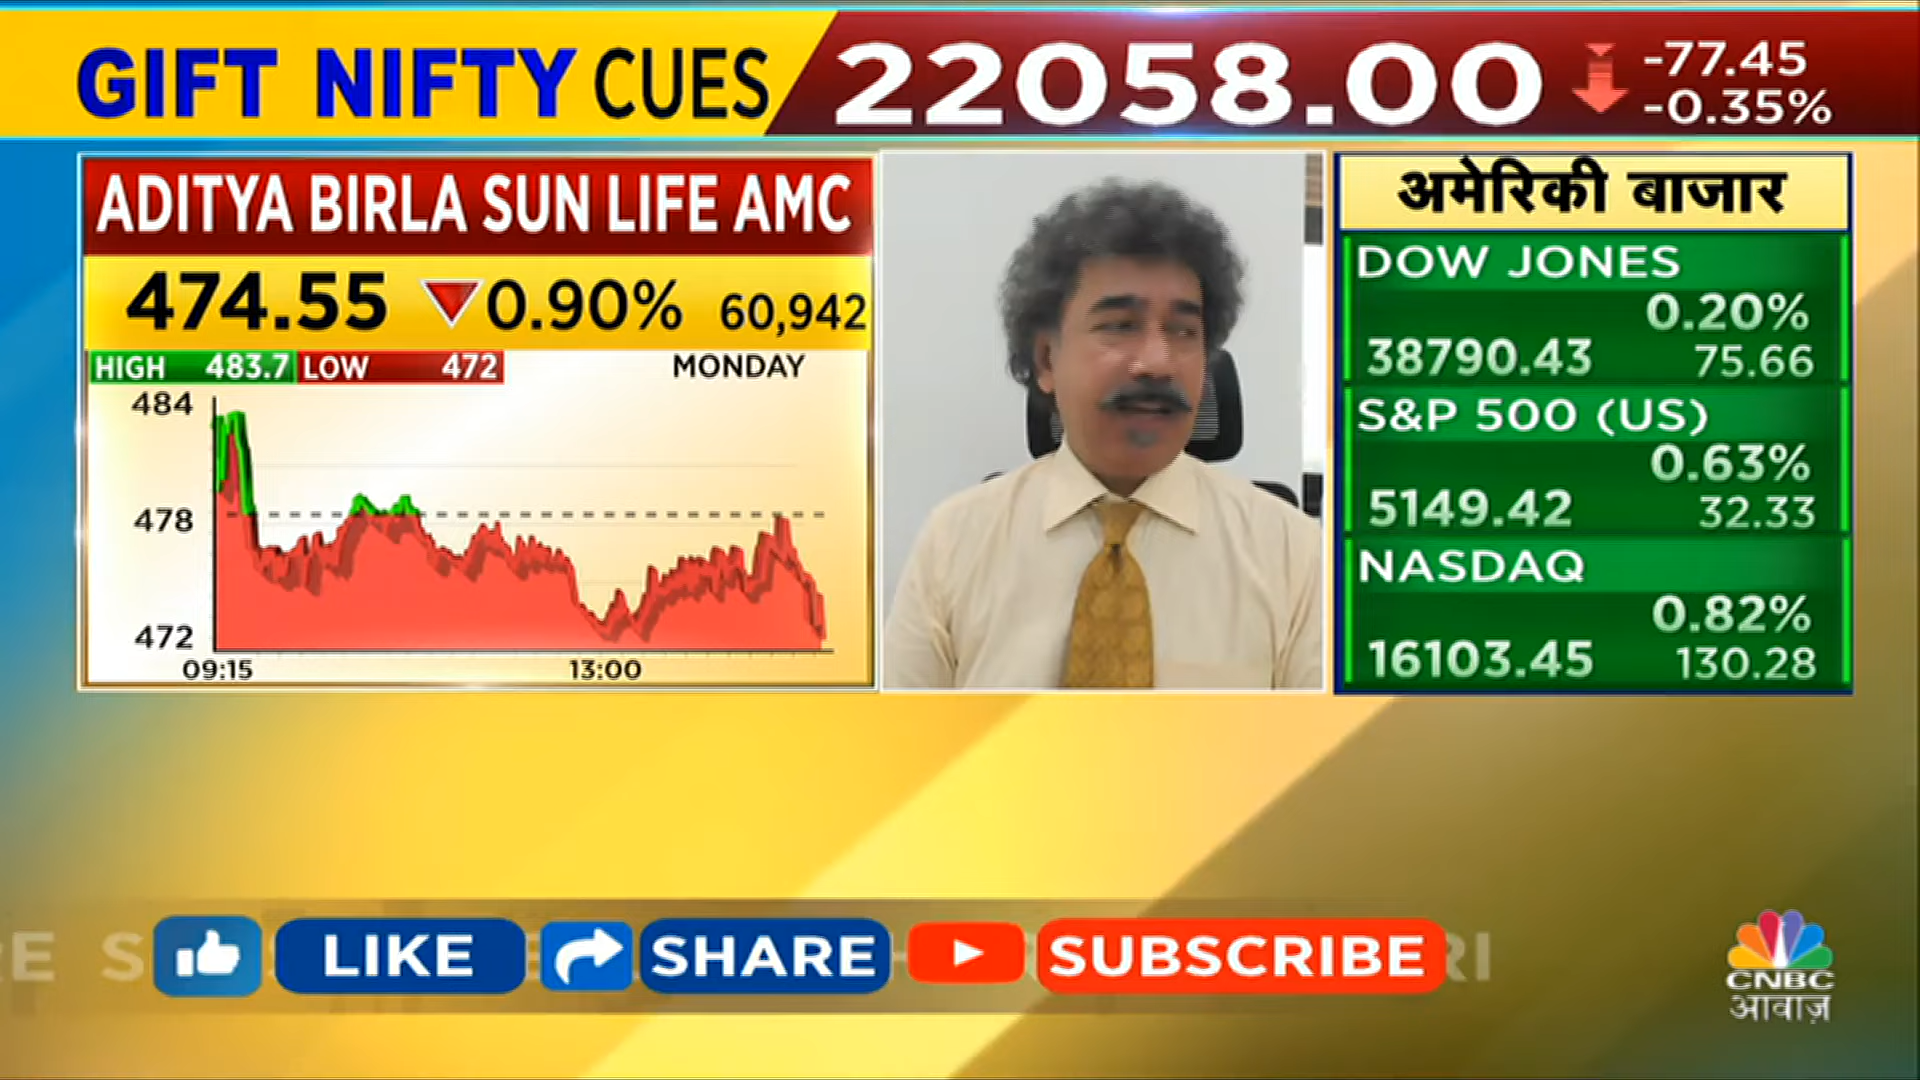 GIFT NIFTY CUES 22058.00 -77.45
-0.35%
ADITYA BIRLA SUN LIFE AMC
474.55 0.90% 60,942
HIGH 483.7 LOW 472 MONDAY
484
478
472
09:15 13:00
अमेरिकी बाजार
DOW JONES
0.20%
38790.43 75.66
S&P 500 (US)
0.63%
5149.42 32.33
NASDAQ
0.82%
16103.45 130.28
LIKE SHARE SUBSCRIBE
CNBC
आवाज़